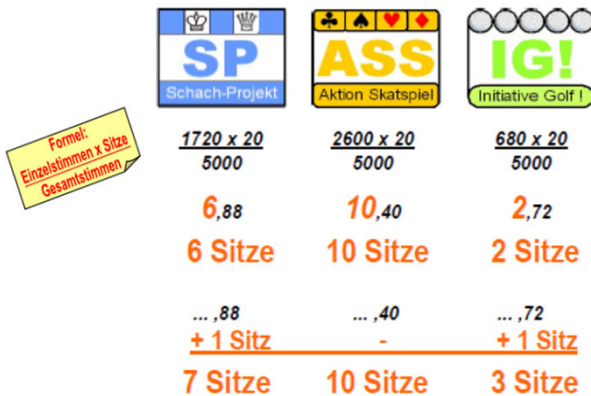 SP ASS IG!
Schach-Projekt Aktion Skatspiel Initiative Golf !
Formel:
Einzelstimmen x Sitze
Gesamtstimmen
1720 x 20 2600 x 20 680 x 20
5000 5000 5000
6,88 10,40 2,72
6 Sitze 10 Sitze 2 Sitze
... ,88 ... ,40 ... ,72
+ 1 Sitz - + 1 Sitz
7 Sitze 10 Sitze 3 Sitze